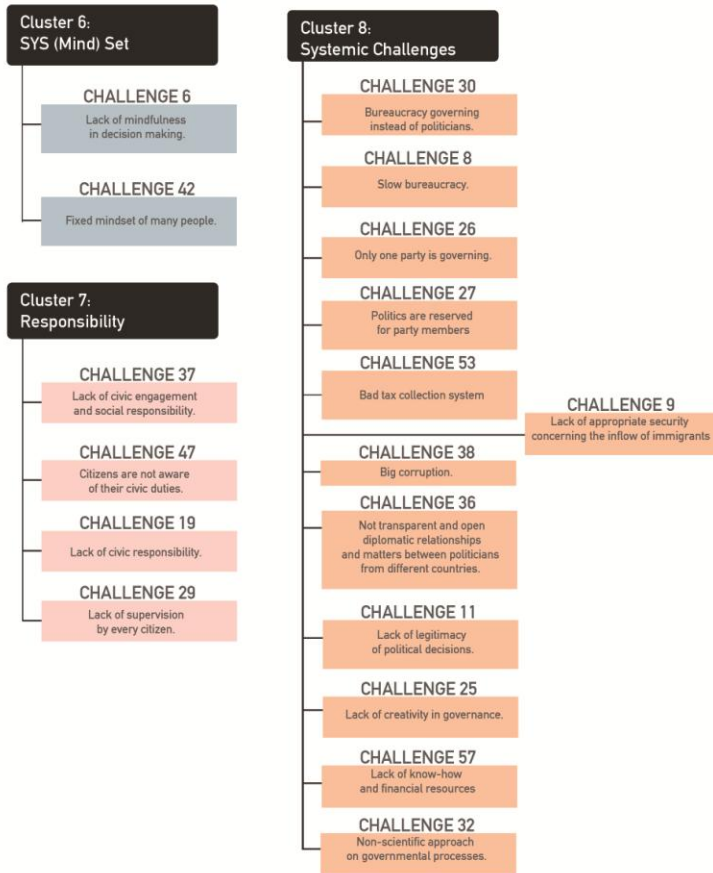 Cluster 6:
SYS (Mind) Set
CHALLENGE 6
Lack of mindfulness
in decision making.
CHALLENGE 42
Fixed mindset of many people.
Cluster 7:
Responsibility
CHALLENGE 37
Lack of civic engagement
and social responsibility.
CHALLENGE 47
Citizens are not aware
of their civic duties.
CHALLENGE 19
Lack of civic responsibility.
CHALLENGE 29
Lack of supervision
by every citizen.
Cluster 8:
Systemic Challenges
CHALLENGE 30
Bureaucracy governing
instead of politicians.
CHALLENGE 8
Slow bureaucracy.
CHALLENGE 26
Only one party is governing.
CHALLENGE 27
Politics are reserved
for party members
CHALLENGE 53
Bad tax collection system
CHALLENGE 9
Lack of appropriate security
concerning the inflow of immigrants
CHALLENGE 38
Big corruption.
CHALLENGE 36
Not transparent and open
diplomatic relationships
and matters between politicians
from different countries.
CHALLENGE 11
Lack of legitimacy
of political decisions.
CHALLENGE 25
Lack of creativity in governance.
CHALLENGE 57
Lack of know-how
and financial resources
CHALLENGE 32
Non-scientific approach
on governmental processes.